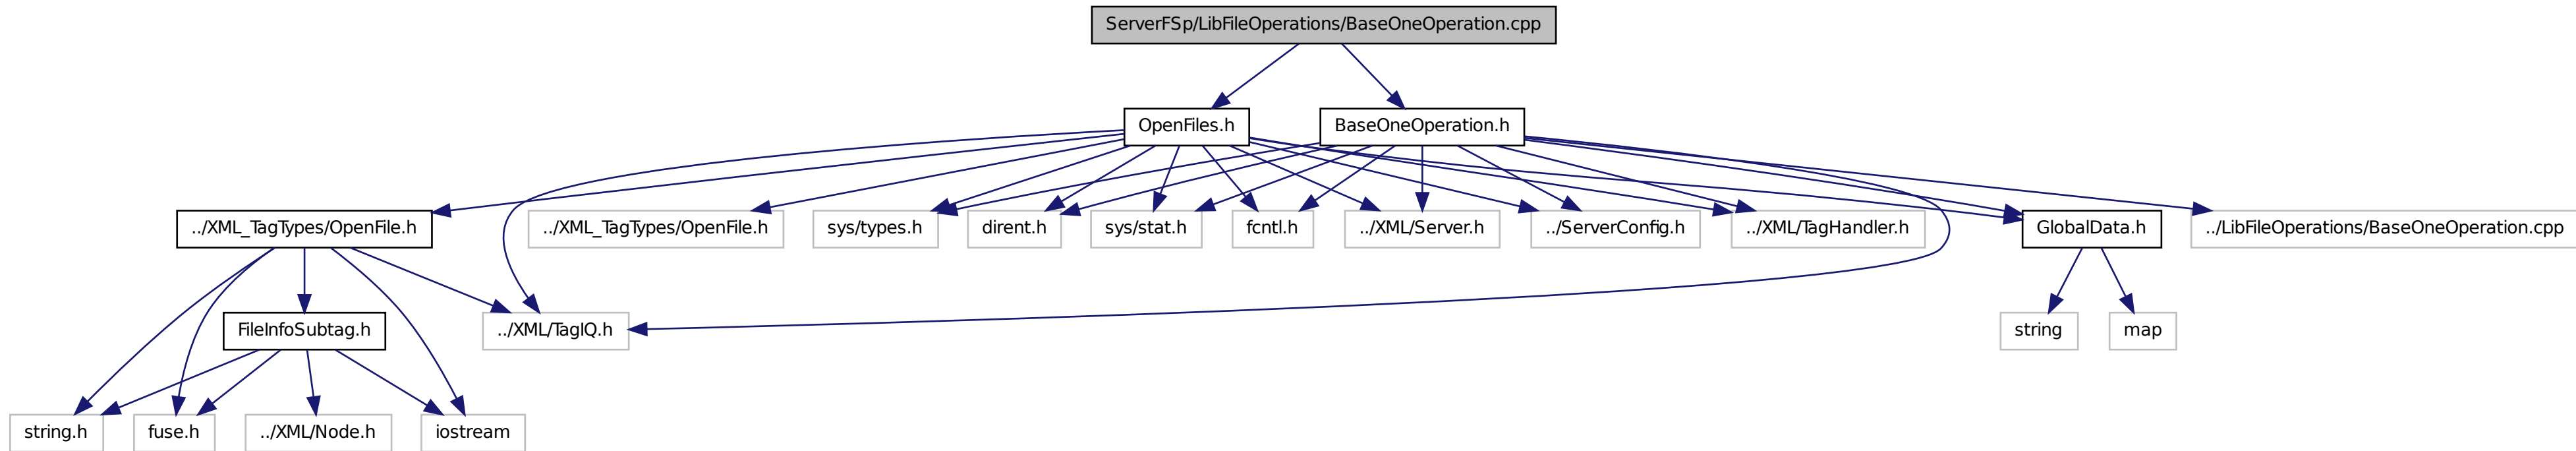 ServerFSp/LibFileOperations/BaseOneOperation.cpp
OpenFiles.h
BaseOneOperation.h
../XML_TagTypes/OpenFile.h
../XML_TagTypes/OpenFile.h
sys/types.h
dirent.h
sys/stat.h
fcntl.h
../XML/Server.h
../ServerConfig.h
../XML/TagHandler.h
GlobalData.h
../LibFileOperations/BaseOneOperation.cpp
FileInfoSubtag.h
../XML/TagIQ.h
string
map
string.h
fuse.h
../XML/Node.h
iostream